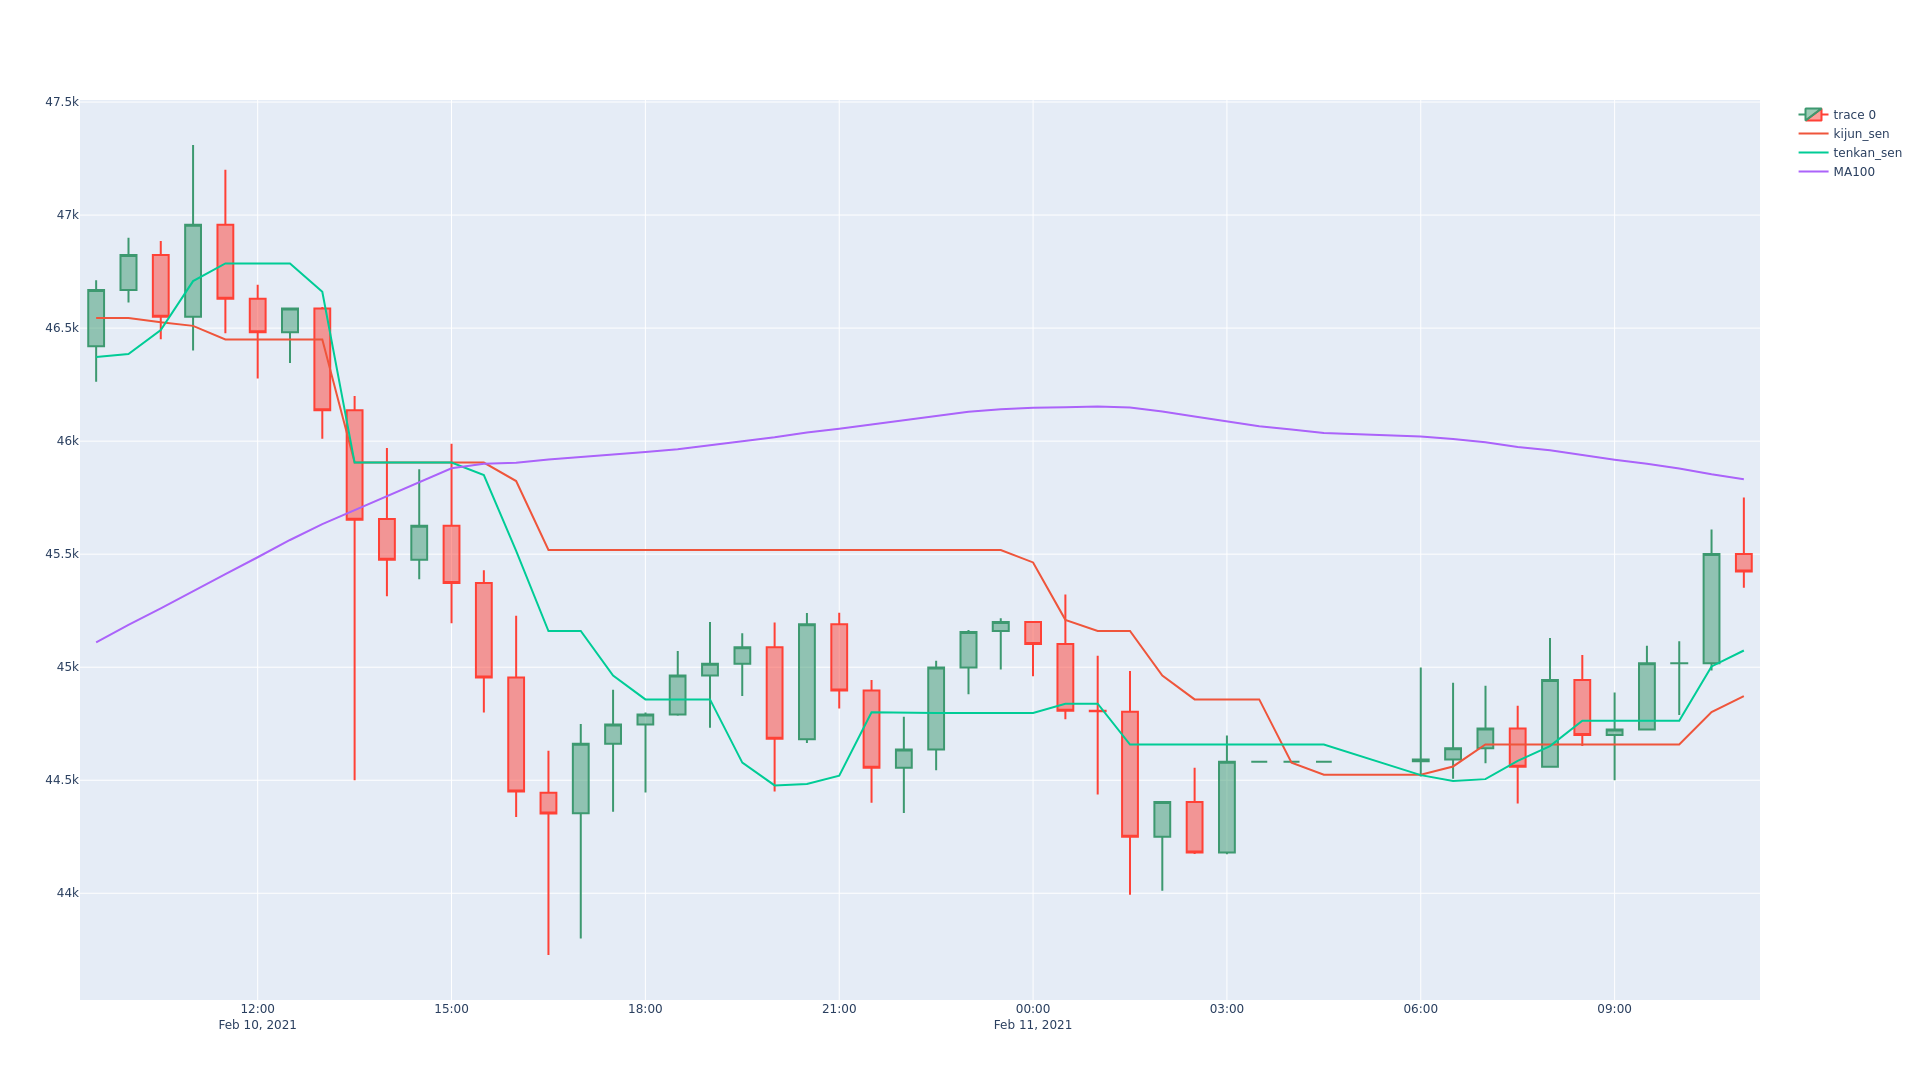 47.5k
47k
46.5k
46k
45.5k
45k
44.5k
44k
12:00
Feb 10, 2021
15:00
18:00
21:00
00:00
Feb 11, 2021
03:00
06:00
09:00
trace 0
kijun_sen
tenkan_sen
MA100